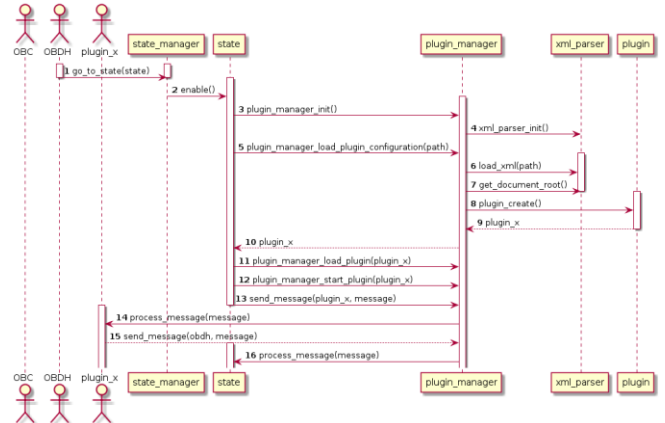 OBC OBDH plugin_x state_manager state plugin_manager xml_parser plugin
1 go_to_state(state)
2 enable()
3 plugin_manager_init()
4 xml_parser_init()
5 plugin_manager_load_plugin_configuration(path)
6 load_xml(path)
7 get_document_root()
8 plugin_create()
9 plugin_x
10 plugin_x
11 plugin_manager_load_plugin(plugin_x)
12 plugin_manager_start_plugin(plugin_x)
13 send_message(plugin_x, message)
14 process_message(message)
15 send_message(obdh, message)
16 process_message(message)
OBC OBDH plugin_x state_manager state plugin_manager xml_parser plugin